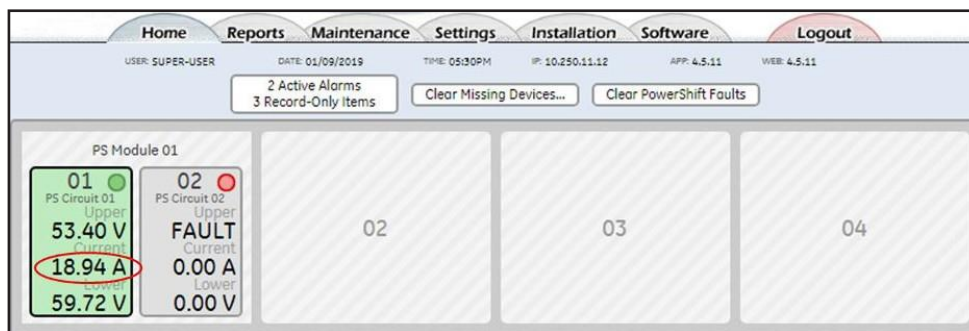 Home Reports Maintenance Settings Installation Software Logout
USER: SUPER-USER DATE: 01/09/2019 TIME: 05:30PM IP: 10.250.11.12 APP: 4.5.11 WEB: 4.5.11
2 Active Alarms
3 Record-Only Items
Clear Missing Devices... Clear PowerShift Faults
PS Module 01
01
PS Circuit 01
Upper
53.40 V
Current
18.94 A
Lower
59.72 V
02
PS Circuit 02
Upper
FAULT
Current
0.00 A
Lower
0.00 V
02
03
04